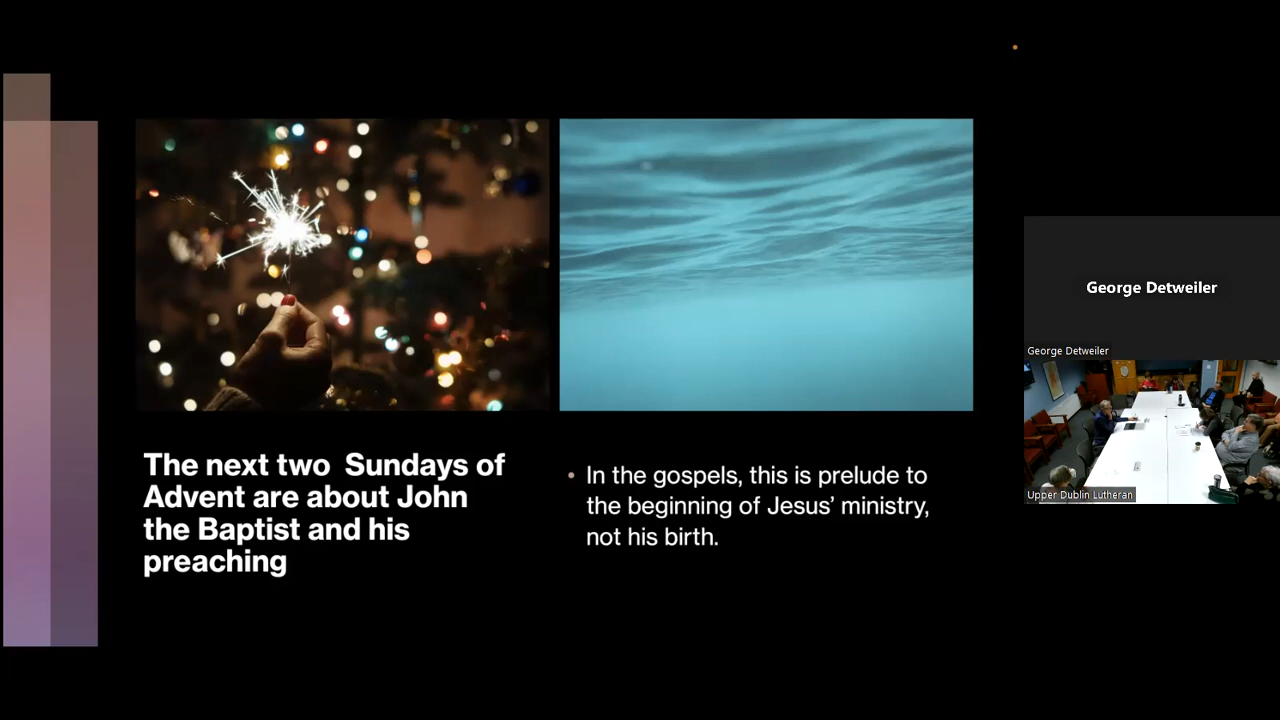 The next two  Sundays of
Advent are about John
the Baptist and his
preaching
• In the gospels, this is prelude to
the beginning of Jesus’ ministry,
not his birth.
George Detweiler
George Detweiler
Upper Dublin Lutheran